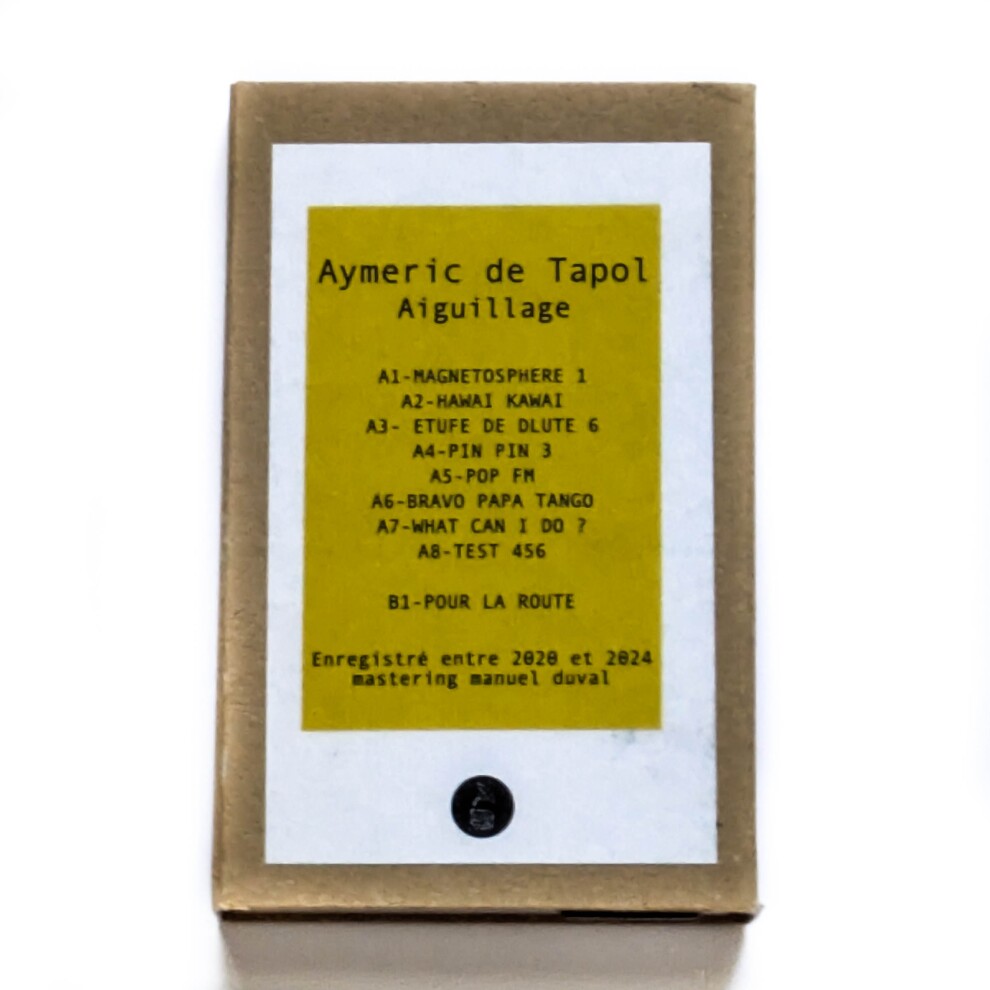 Aymeric de Tapol
Aiguillage
A1-MAGNETOSPHERE 1
A2-HAWAI KAWAI
A3- ETUFE DE DLUTE 6
A4-PIN PIN 3
A5-POP FM
A6-BRAVO PAPA TANGO
A7-WHAT CAN I DO ?
A8-TEST 456
B1-POUR LA ROUTE
Enregistré entre 2020 et 2024
mastering manuel duval